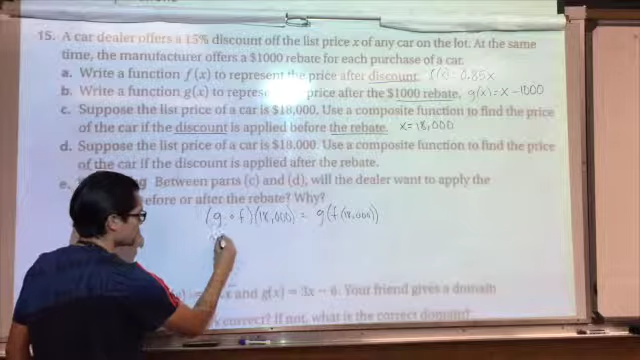 15. A car dealer offers a 15% discount off the list price x of any car on the lot. At the same
time, the manufacturer offers a $1000 rebate for each purchase of a car.
a. Write a function f(x) to represent the price after discount. f(x) = 0.85x
b. Write a function g(x) to repres price after the $1000 rebate. g(x) = x - 1000
c. Suppose the list price of a car is $18,000. Use a composite function to find the price
of the car if the discount is applied before the rebate. x = 18,000
d. Suppose the list price of a car is $18,000. Use a composite function to find the price
of the car if the discount is applied after the rebate.
e. Between parts (c) and (d), will the dealer want to apply the
before or after the rebate? Why?
(g ∘ f)(18,000) = g(f(18,000))
and g(x) = 3x − 6. Your friend gives a domain
correct? If not, what is the correct domain?